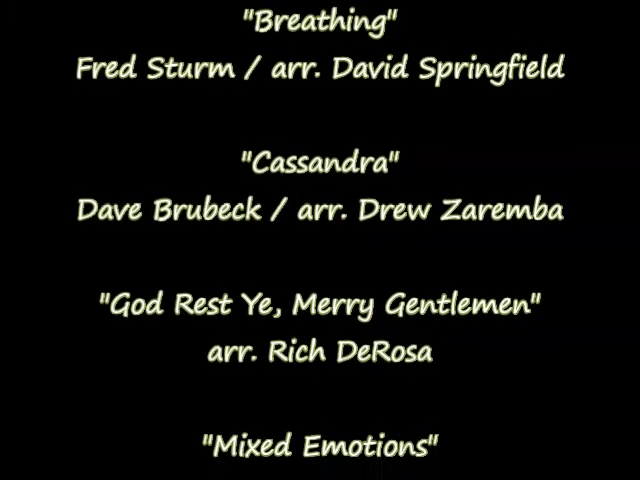 "Breathing"
Fred Sturm / arr. David Springfield
"Cassandra"
Dave Brubeck / arr. Drew Zaremba
"God Rest Ye, Merry Gentlemen"
arr. Rich DeRosa
"Mixed Emotions"